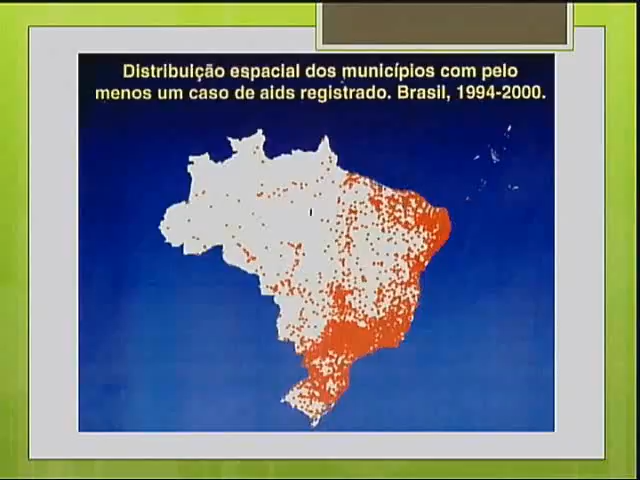 Distribuição espacial dos municípios com pelo
menos um caso de aids registrado. Brasil, 1994-2000.